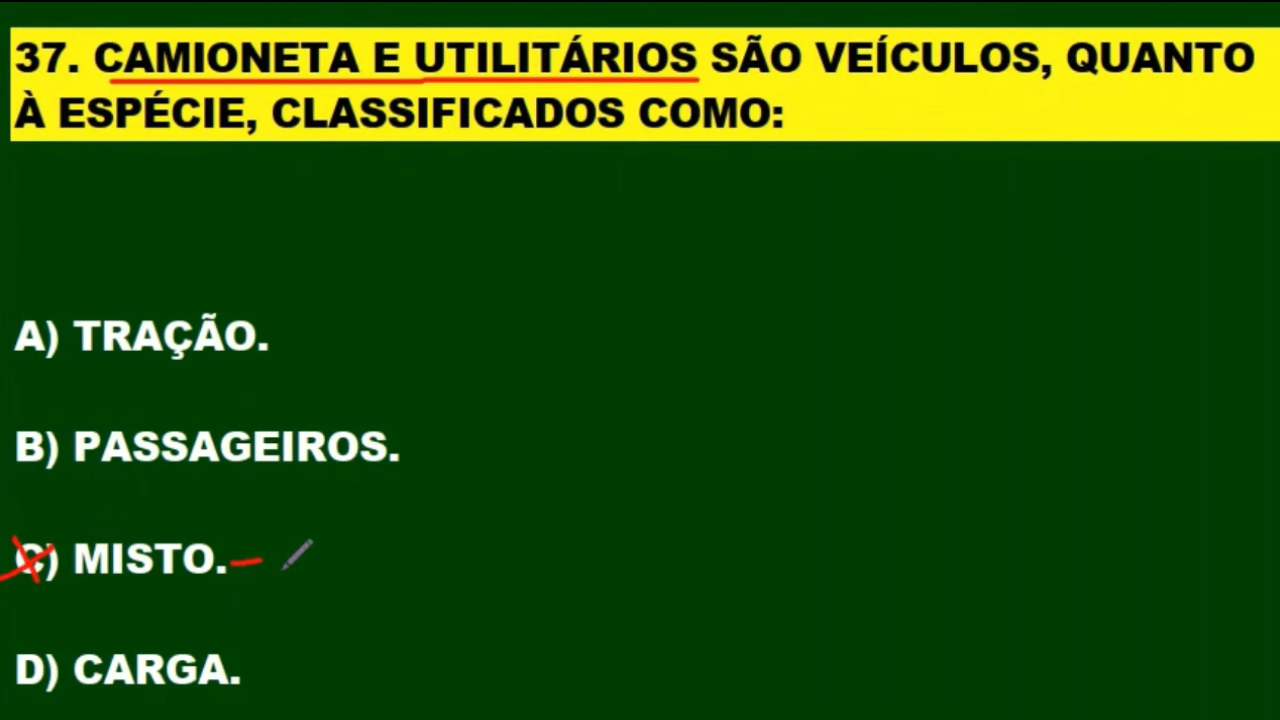 37. CAMIONETA E UTILITÁRIOS SÃO VEÍCULOS, QUANTO
À ESPÉCIE, CLASSIFICADOS COMO:
A) TRAÇÃO.
B) PASSAGEIROS.
C) MISTO.
D) CARGA.